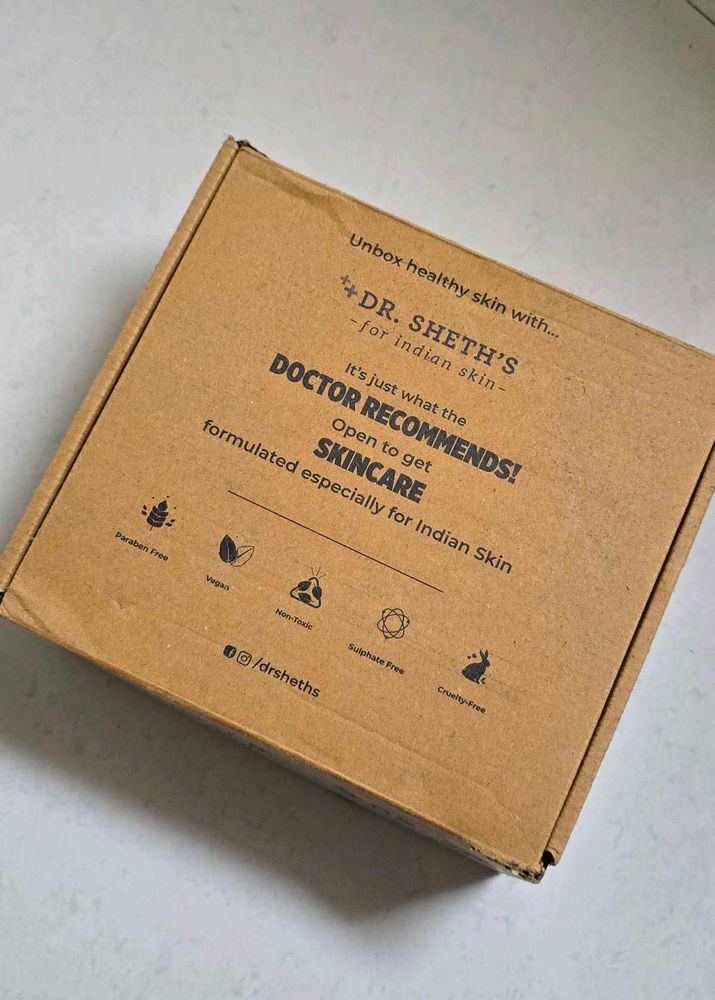 Unbox healthy skin with...
DR. SHETH'S
-for indian skin-
It's just what the
DOCTOR RECOMMENDS!
Open to get
SKINCARE
formulated especially for Indian Skin
Paraben Free
Vegan
Non-Toxic
Sulphate Free
Cruelty-Free
/drsheths